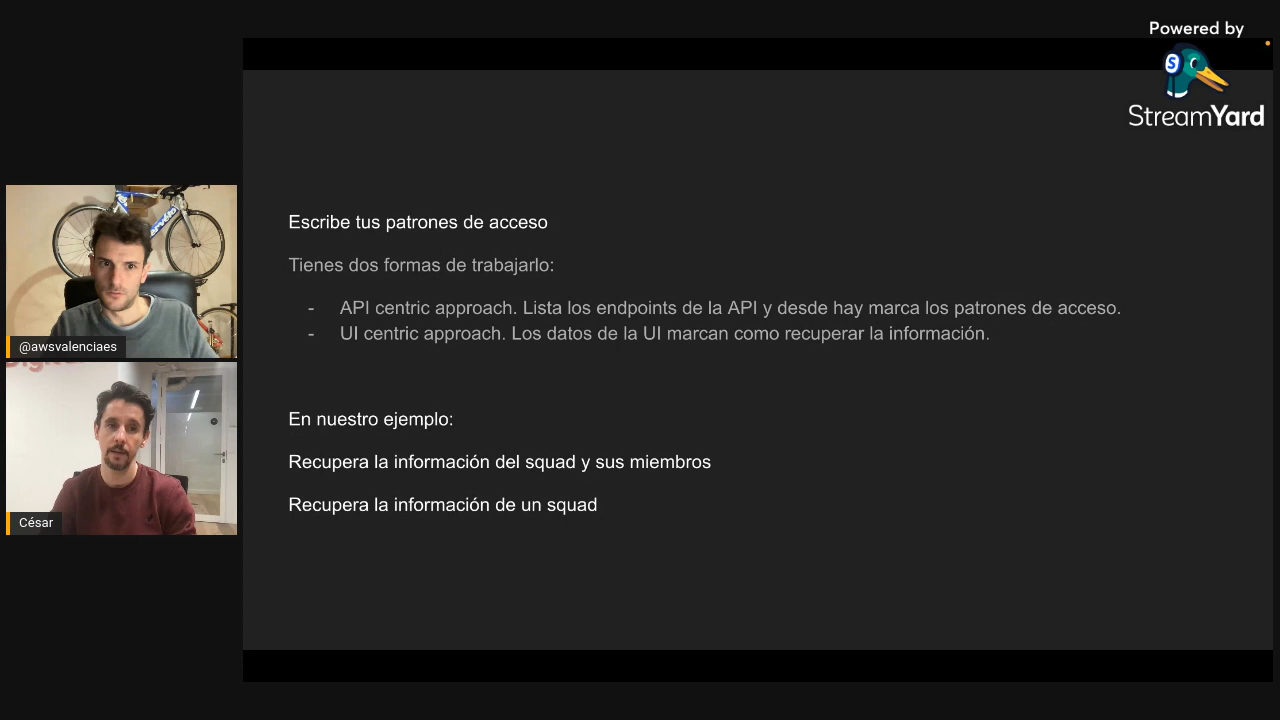 Powered by
S
StreamYard
Escribe tus patrones de acceso
Tienes dos formas de trabajarlo:
- API centric approach. Lista los endpoints de la API y desde hay marca los patrones de acceso.
- UI centric approach. Los datos de la UI marcan como recuperar la información.
En nuestro ejemplo:
Recupera la información del squad y sus miembros
Recupera la información de un squad
@awsvalenciaes
César